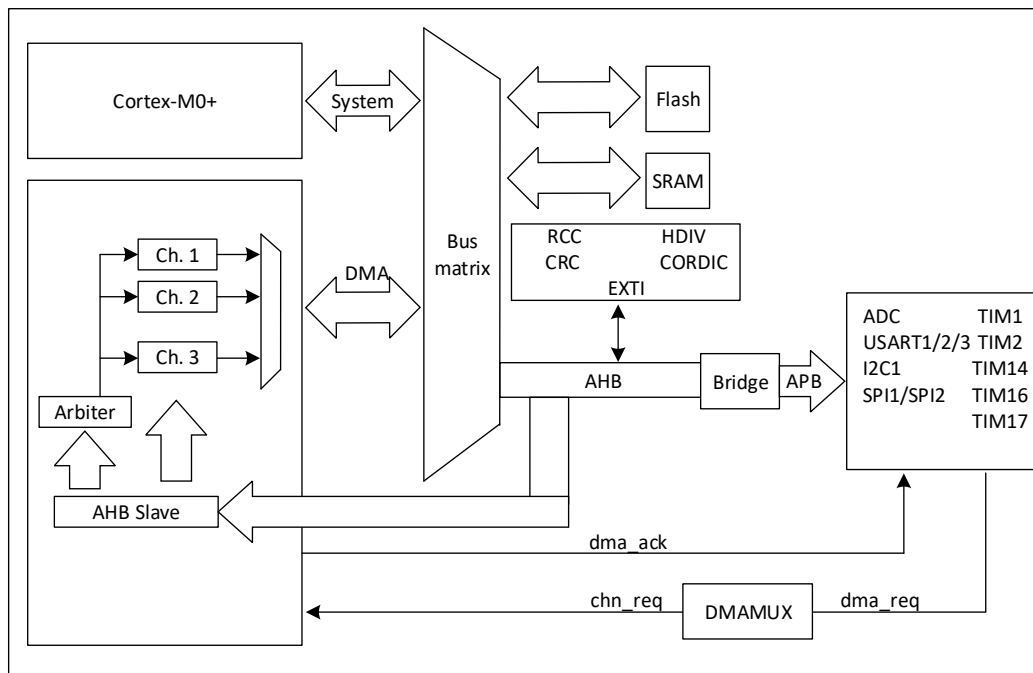 Cortex-M0+
System
Flash
SRAM
Bus
matrix
RCC HDIV
CRC CORDIC
EXTI
Ch. 1
Ch. 2
Ch. 3
DMA
Arbiter
AHB Slave
AHB
Bridge
APB
ADC TIM1
USART1/2/3 TIM2
I2C1 TIM14
SPI1/SPI2 TIM16
TIM17
dma_ack
chn_req
DMAMUX
dma_req